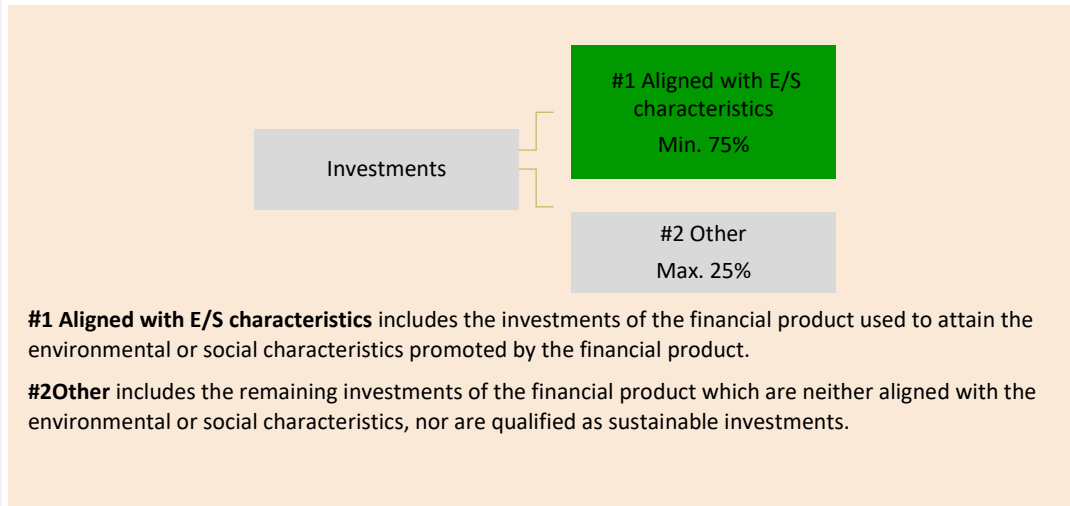 #1 Aligned with E/S
characteristics
Min. 75%
Investments
#2 Other
Max. 25%
#1 Aligned with E/S characteristics includes the investments of the financial product used to attain the
environmental or social characteristics promoted by the financial product.
#2Other includes the remaining investments of the financial product which are neither aligned with the
environmental or social characteristics, nor are qualified as sustainable investments.